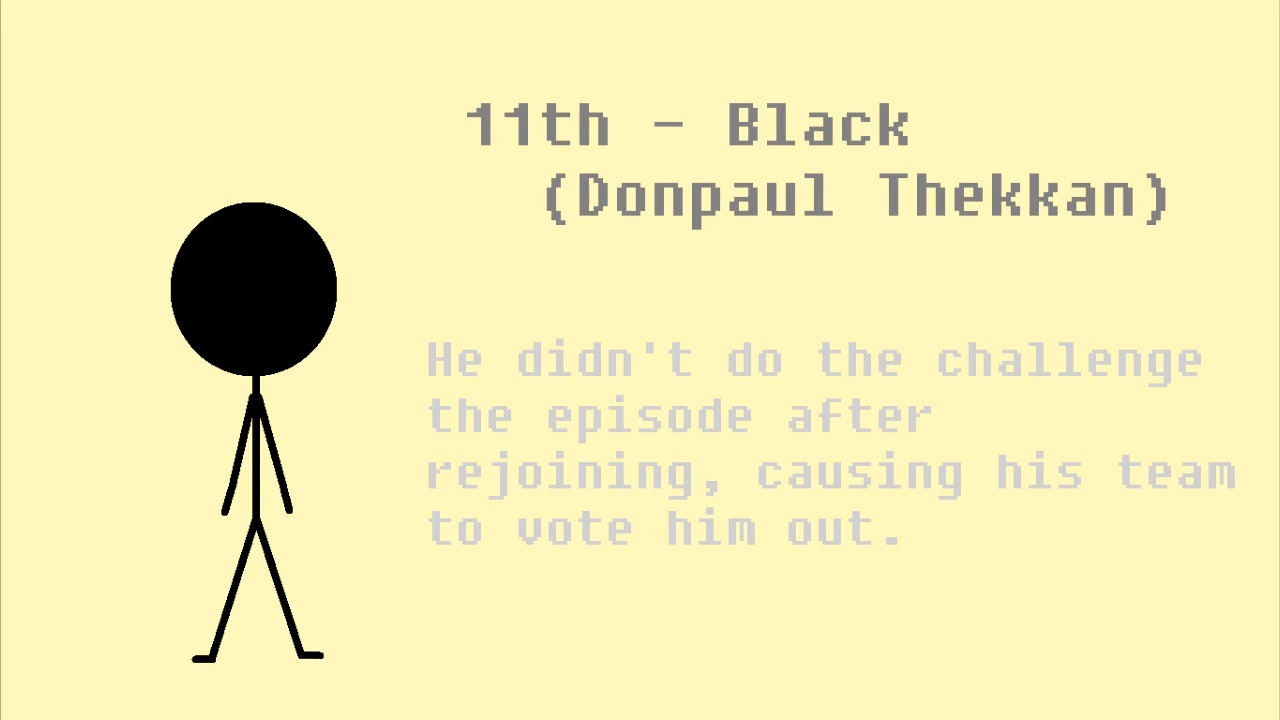 11th - Black
(Donpaul Thekkan)
He didn't do the challenge
the episode after
rejoining, causing his team
to vote him out.